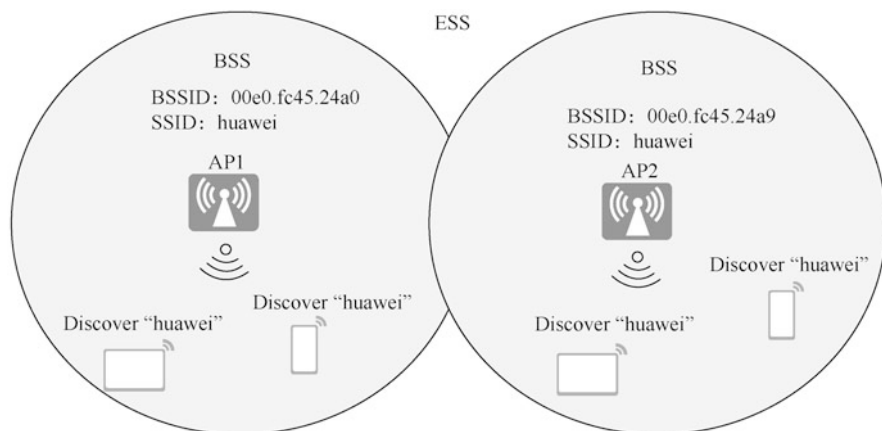 ESS
BSS
BSSID：00e0.fc45.24a0
SSID：huawei
AP1
Discover “huawei”
Discover “huawei”
BSS
BSSID：00e0.fc45.24a9
SSID：huawei
AP2
Discover “huawei”
Discover “huawei”